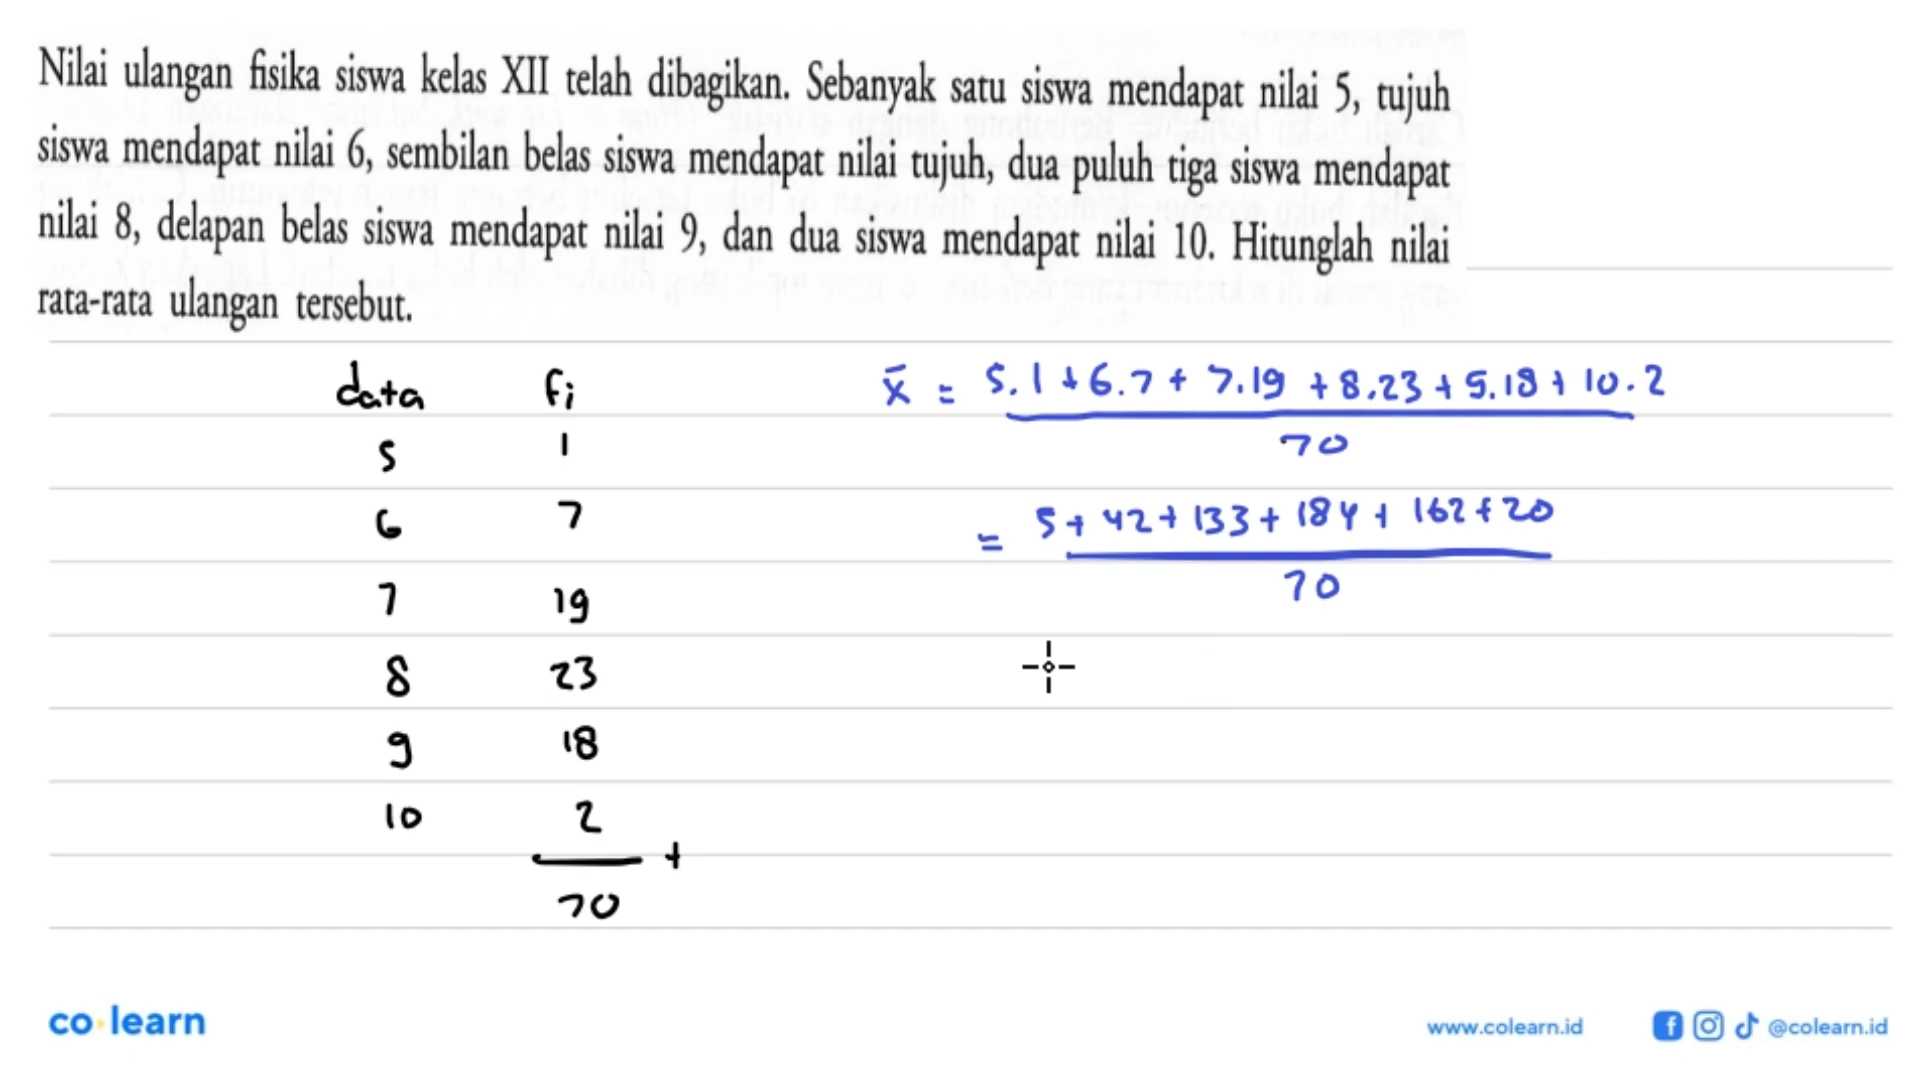 Nilai ulangan fisika siswa kelas XII telah dibagikan. Sebanyak satu siswa mendapat nilai 5, tujuh
siswa mendapat nilai 6, sembilan belas siswa mendapat nilai tujuh, dua puluh tiga siswa mendapat
nilai 8, delapan belas siswa mendapat nilai 9, dan dua siswa mendapat nilai 10. Hitunglah nilai
rata-rata ulangan tersebut.
data fi
5 1
6 7
7 19
8 23
9 18
10 2
+
70
x̄ = 5.1+6.7+7.19+8.23+9.18+10.2
70
= 5+42+133+184+162+20
70
co learn
www.colearn.id
@colearn.id